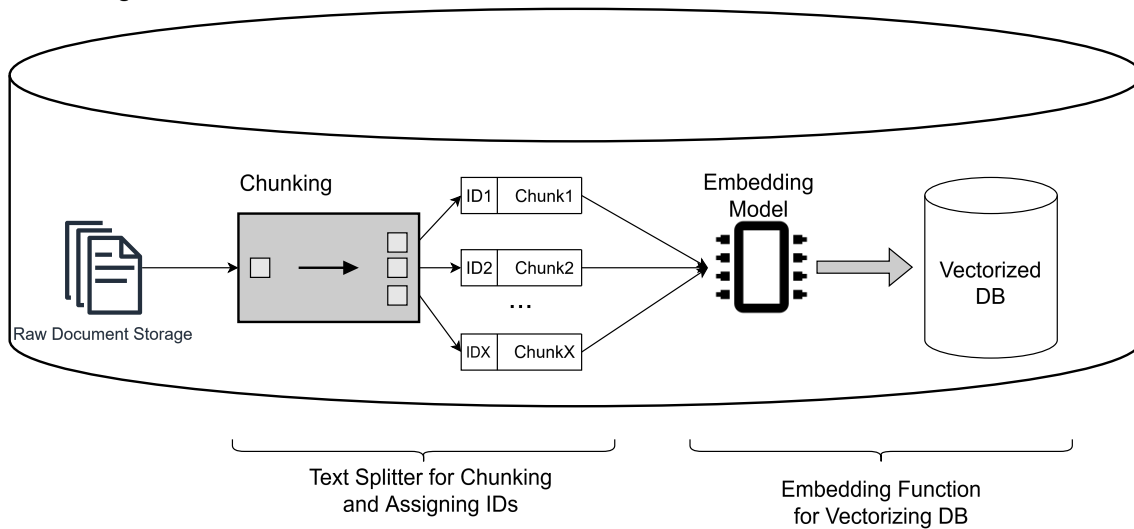 Chunking
Embedding
Model
ID1 Chunk1
ID2 Chunk2
...
IDX ChunkX
Vectorized
DB
Raw Document Storage
Text Splitter for Chunking
and Assigning IDs
Embedding Function
for Vectorizing DB